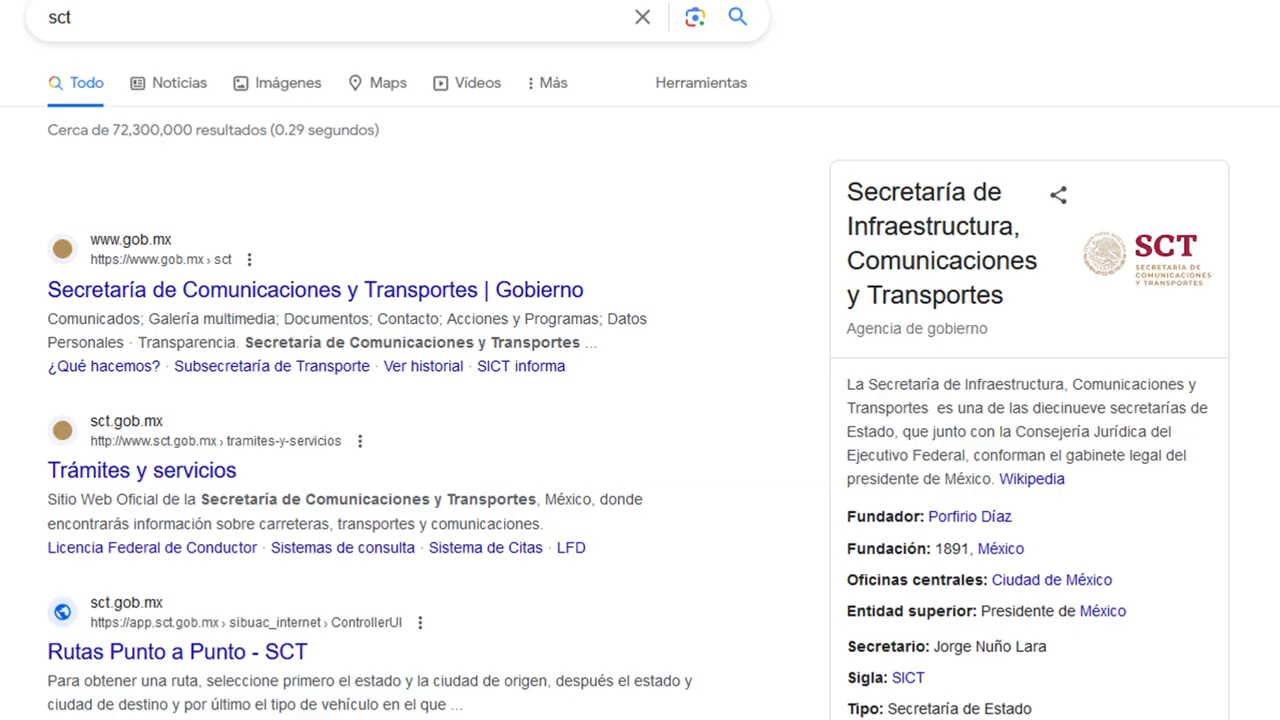 sct
Todo Noticias Imágenes Maps Videos Más Herramientas
Cerca de 72,300,000 resultados (0.29 segundos)
www.gob.mx
https://www.gob.mx › sct
Secretaría de Comunicaciones y Transportes | Gobierno
Comunicados; Galería multimedia; Documentos; Contacto; Acciones y Programas; Datos
Personales · Transparencia. Secretaría de Comunicaciones y Transportes ...
¿Qué hacemos? · Subsecretaría de Transporte · Ver historial · SICT informa
sct.gob.mx
http://www.sct.gob.mx › tramites-y-servicios
Trámites y servicios
Sitio Web Oficial de la Secretaría de Comunicaciones y Transportes, México, donde
encontrarás información sobre carreteras, transportes y comunicaciones.
Licencia Federal de Conductor · Sistemas de consulta · Sistema de Citas · LFD
sct.gob.mx
https://app.sct.gob.mx › sibuac_internet › ControllerUI
Rutas Punto a Punto - SCT
Para obtener una ruta, seleccione primero el estado y la ciudad de origen, después el estado y
ciudad de destino y por último el tipo de vehículo en el que ...
Secretaría de
Infraestructura,
Comunicaciones
y Transportes
Agencia de gobierno
SCT
SECRETARÍA DE
COMUNICACIONES
Y TRANSPORTES
La Secretaría de Infraestructura, Comunicaciones y
Transportes es una de las diecinueve secretarías de
Estado, que junto con la Consejería Jurídica del
Ejecutivo Federal, conforman el gabinete legal del
presidente de México. Wikipedia
Fundador: Porfirio Díaz
Fundación: 1891, México
Oficinas centrales: Ciudad de México
Entidad superior: Presidente de México
Secretario: Jorge Nuño Lara
Sigla: SICT
Tipo: Secretaría de Estado